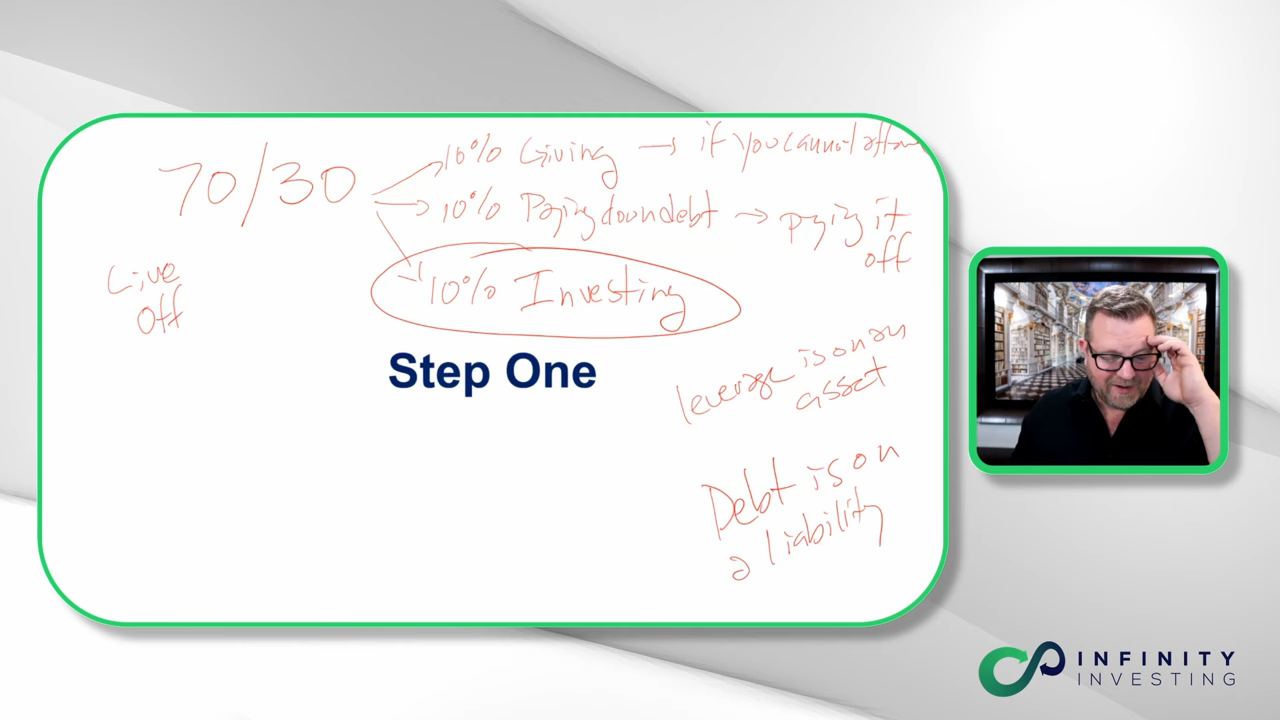 70/30
10% Giving → if you cannot
10% Paying down debt → paying it
off
10% Investing
Live
off
Step One
leverage is on an
asset
Debt is on
a liability
INFINITY
INVESTING